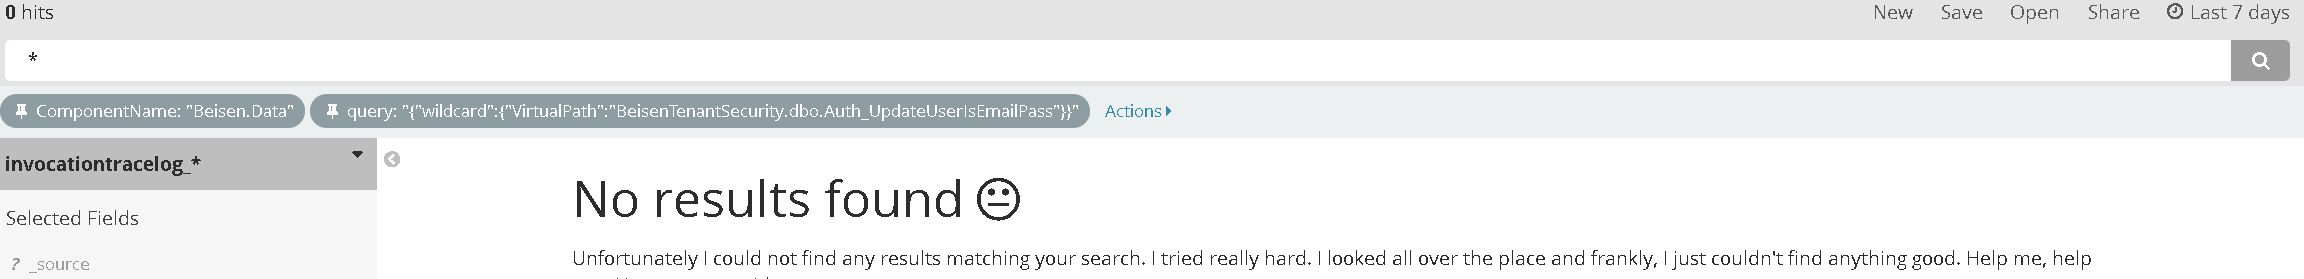 0 hits
New Save Open Share Last 7 days
*
ComponentName: "Beisen.Data" query: "{"wildcard":{"VirtualPath":"BeisenTenantSecurity.dbo.Auth_UpdateUserIsEmailPass"}}" Actions
invocationtracelog_*
No results found
Selected Fields
? _source
Unfortunately I could not find any results matching your search. I tried really hard. I looked all over the place and frankly, I just couldn't find anything good. Help me, help